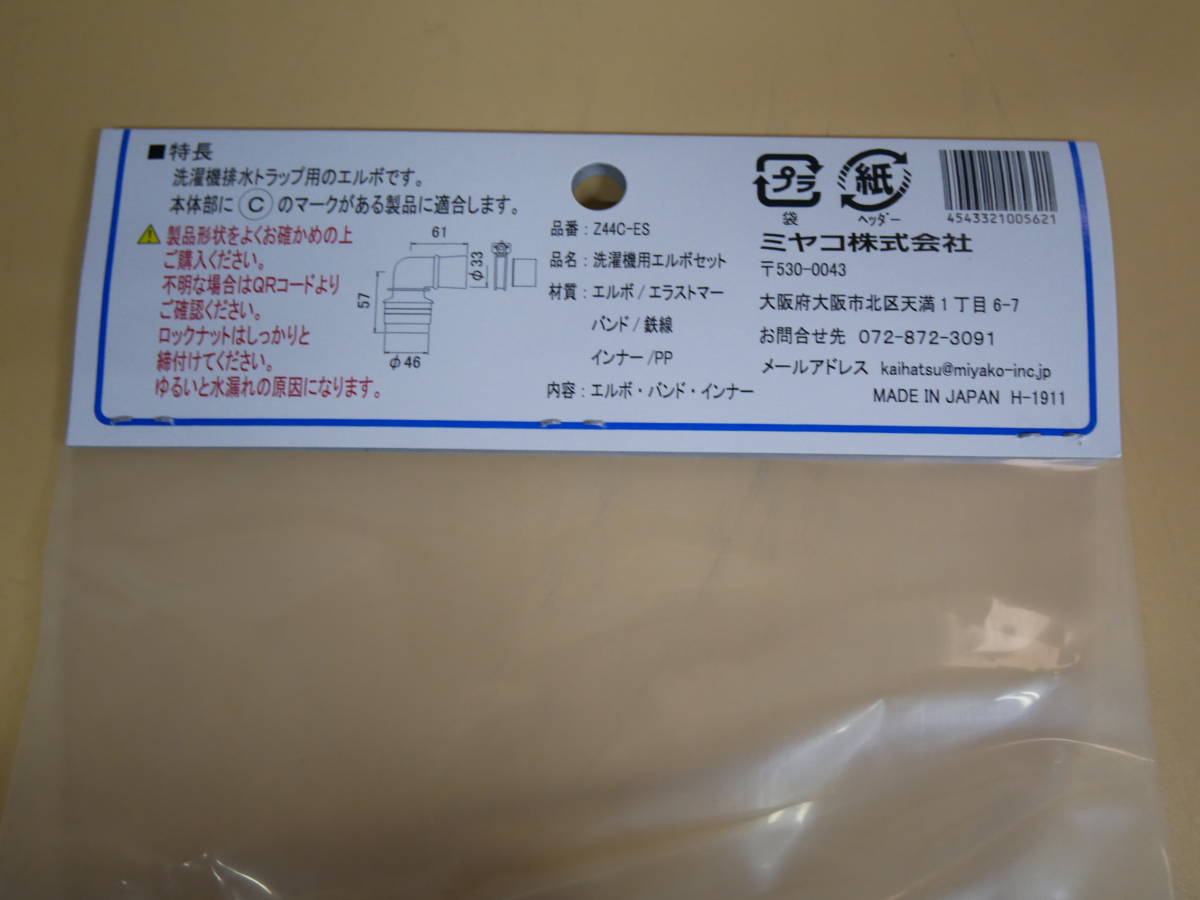 ■特長
洗濯機排水トラップ用のエルボです。
本体部に Ⓒ のマークがある製品に適合します。
製品形状をよくお確かめの上
ご購入ください。
不明な場合はQRコードより
ご確認ください。
ロックナットはしっかりと
締付けてください。
ゆるいと水漏れの原因になります。
61
φ33
57
φ46
品番：Z44C-ES
品名：洗濯機用エルボセット
材質：エルボ/エラストマー
バンド/鉄線
インナー/PP
内容：エルボ・バンド・インナー
プラ
袋
紙
ヘッダー
4543321005621
ミヤコ株式会社
〒530-0043
大阪府大阪市北区天満1丁目6-7
お問合せ先 072-872-3091
メールアドレス kaihatsu@miyako-inc.jp
MADE IN JAPAN H-1911